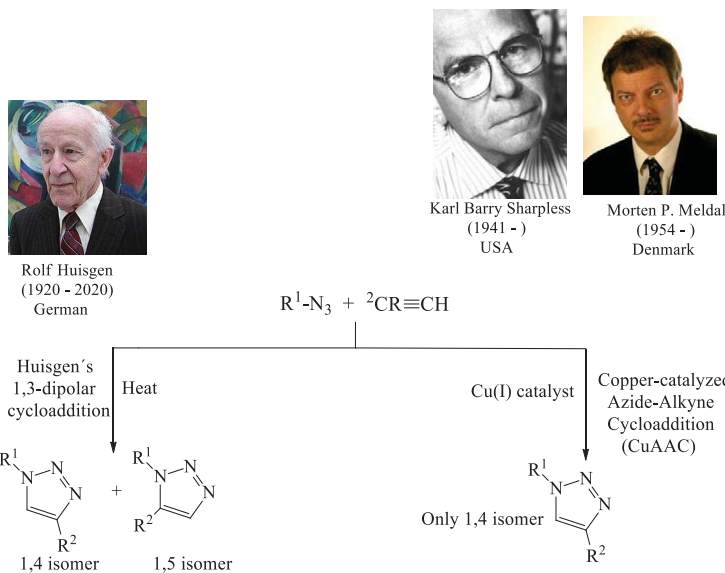 Karl Barry Sharpless
(1941 - )
USA
Morten P. Meldal
(1954 - )
Denmark
Rolf Huisgen
(1920 - 2020)
German
R¹-N₃ + ²CR≡CH
Huisgen´s
1,3-dipolar
cycloaddition
Heat
Cu(I) catalyst
Copper-catalyzed
Azide-Alkyne
Cycloaddition
(CuAAC)
R¹
N
N
N
R²
1,4 isomer
+
R¹
N
N
N
R²
1,5 isomer
Only 1,4 isomer
R¹
N
N
N
R²